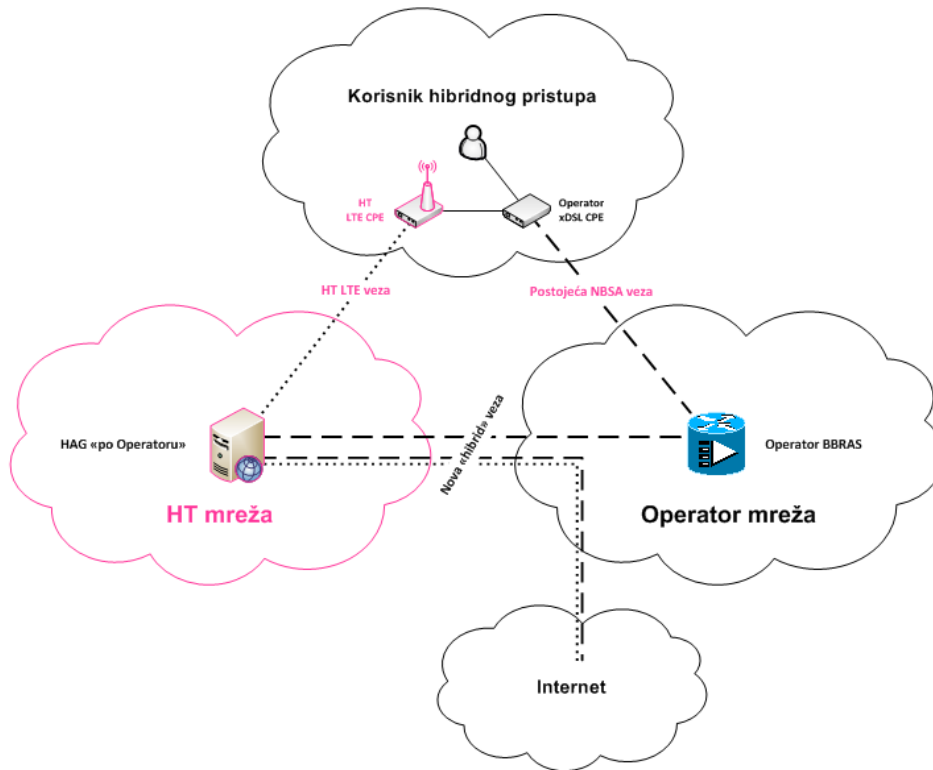 Korisnik hibridnog pristupa
HT
LTE CPE
Operator
xDSL CPE
HT LTE veza
Postojeća NBSA veza
HAG «po Operatoru»
Nova «hibrid» veza
Operator BBRAS
HT mreža
Operator mreža
Internet